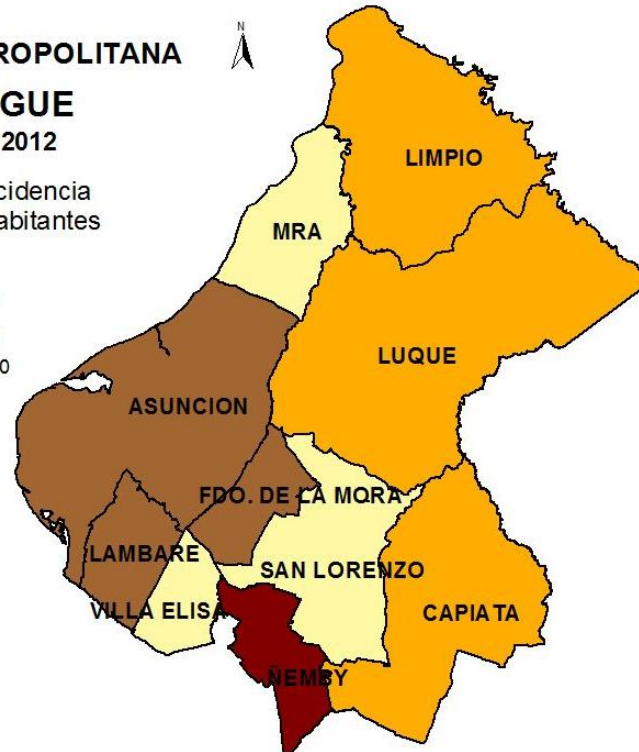 N
ROPOLITANA
GUE
2012
cidencia
abitantes
0
LIMPIO
MRA
LUQUE
ASUNCION
FDO. DE LA MORA
LAMBARE
SAN LORENZO
VILLA ELISA
CAPIATA
ÑEMBY